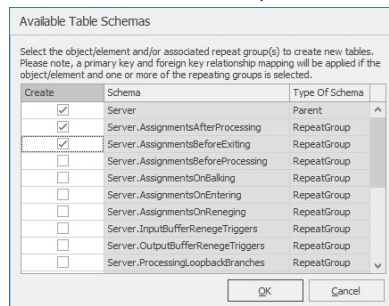 Available Table Schemas
Select the object/element and/or associated repeat group(s) to create new tables.
Please note, a primary key and foreign key relationship mapping will be applied if the
object/element and one or more of the repeating groups is selected.
Create Schema Type Of Schema
Server Parent
Server.AssignmentsAfterProcessing RepeatGroup
Server.AssignmentsBeforeExiting RepeatGroup
Server.AssignmentsBeforeProcessing RepeatGroup
Server.AssignmentsOnBalking RepeatGroup
Server.AssignmentsOnEntering RepeatGroup
Server.AssignmentsOnReneging RepeatGroup
Server.InputBufferRenegeTriggers RepeatGroup
Server.OutputBufferRenegeTriggers RepeatGroup
Server.ProcessingLoopbackBranches RepeatGroup
OK Cancel